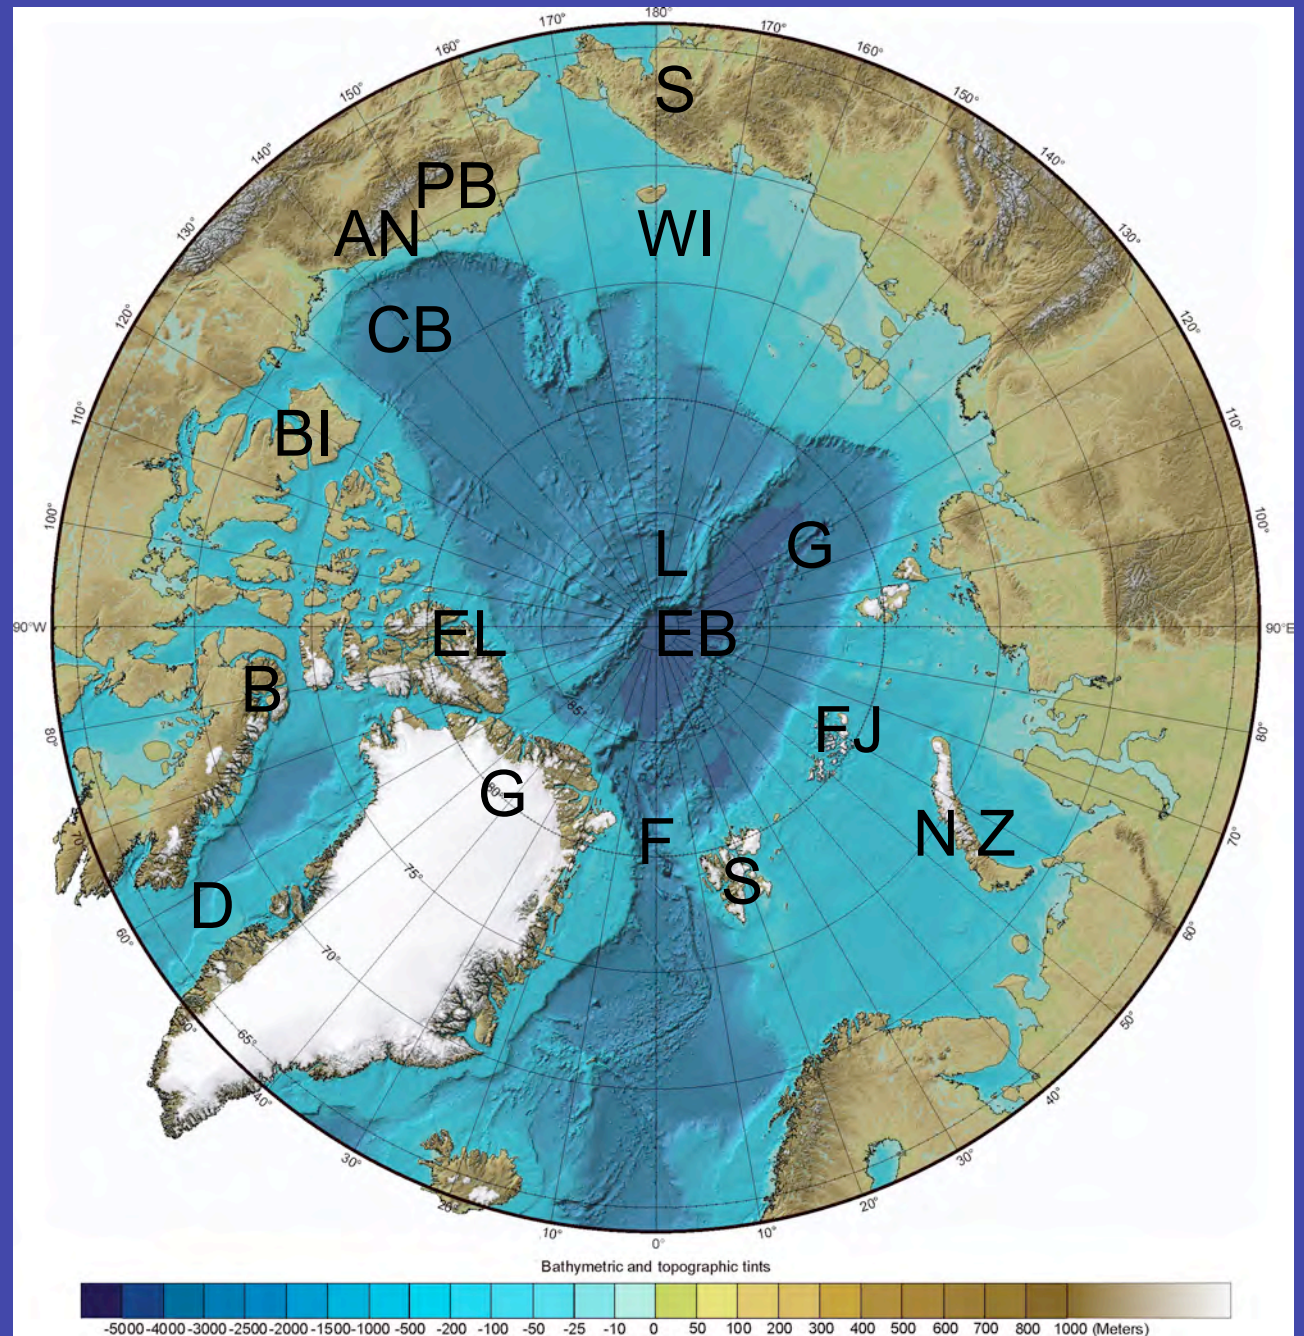 180°
170°
170°
160°
160°
150°
150°
140°
140°
130°
130°
120°
120°
110°
110°
100°
100°
90°W
90°E
80°
80°
70°
60°
60°
50°
50°
40°
40°
30°
30°
20°
20°
10°
10°
0°
S
PB
AN
WI
CB
BI
L
G
EL
EB
B
85°
FJ
G
80°
F
N Z
S
75°
D
70°
65°
Bathymetric and topographic tints
-5000 -4000 -3000 -2500 -2000 -1500 -1000 -500 -200 -100 -50 -25 -10 0 50 100 200 300 400 500 600 700 800 1000 (Meters)